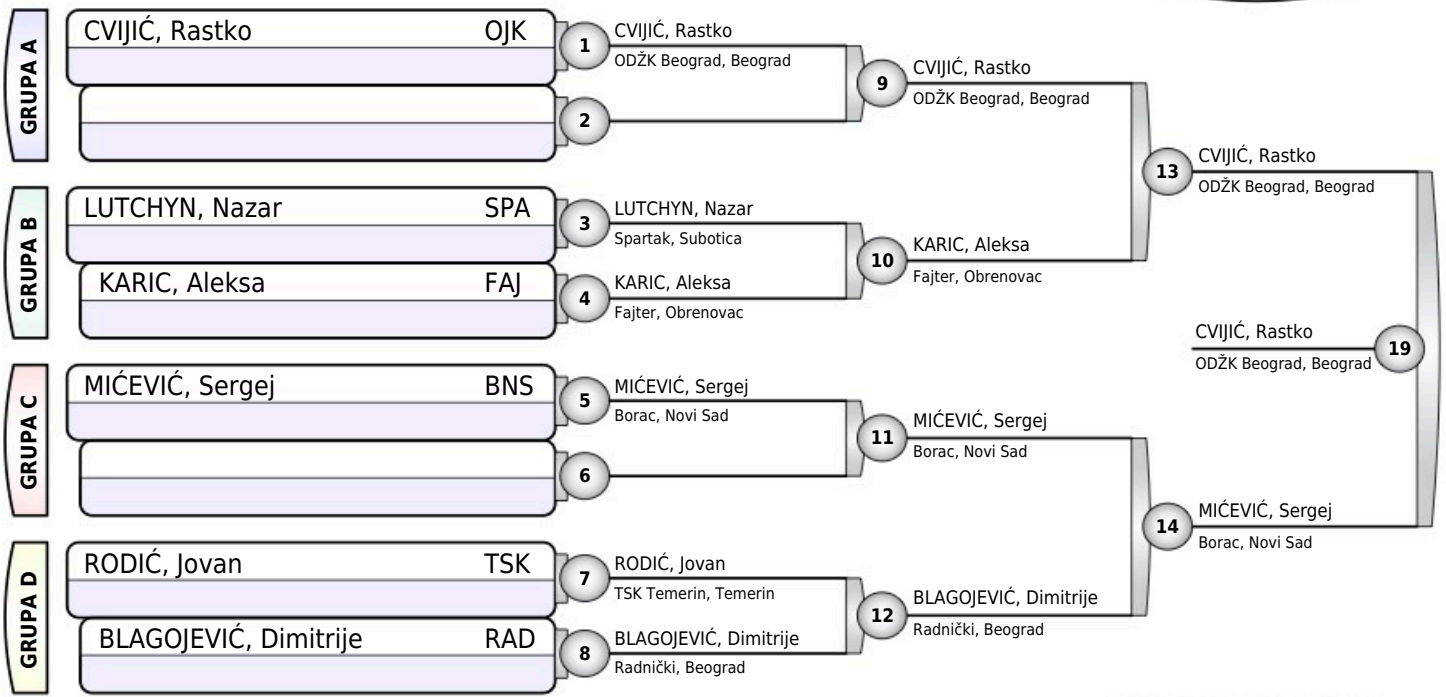 GRUPA A
CVIJIĆ, Rastko OJK
1
2
CVIJIĆ, Rastko
ODŽK Beograd, Beograd
9
CVIJIĆ, Rastko
ODŽK Beograd, Beograd
GRUPA B
LUTCHYN, Nazar SPA
KARIC, Aleksa FAJ
3
4
LUTCHYN, Nazar
Spartak, Subotica
KARIC, Aleksa
Fajter, Obrenovac
10
KARIC, Aleksa
Fajter, Obrenovac
13
CVIJIĆ, Rastko
ODŽK Beograd, Beograd
GRUPA C
MIĆEVIĆ, Sergej BNS
5
6
MIĆEVIĆ, Sergej
Borac, Novi Sad
11
MIĆEVIĆ, Sergej
Borac, Novi Sad
GRUPA D
RODIĆ, Jovan TSK
BLAGOJEVIĆ, Dimitrije RAD
7
8
RODIĆ, Jovan
TSK Temerin, Temerin
BLAGOJEVIĆ, Dimitrije
Radnički, Beograd
12
BLAGOJEVIĆ, Dimitrije
Radnički, Beograd
14
MIĆEVIĆ, Sergej
Borac, Novi Sad
CVIJIĆ, Rastko
ODŽK Beograd, Beograd
19